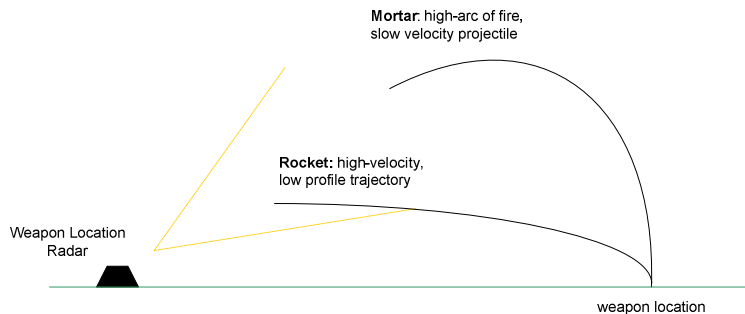 Mortar: high-arc of fire,
slow velocity projectile
Rocket: high-velocity,
low profile trajectory
Weapon Location
Radar
weapon location